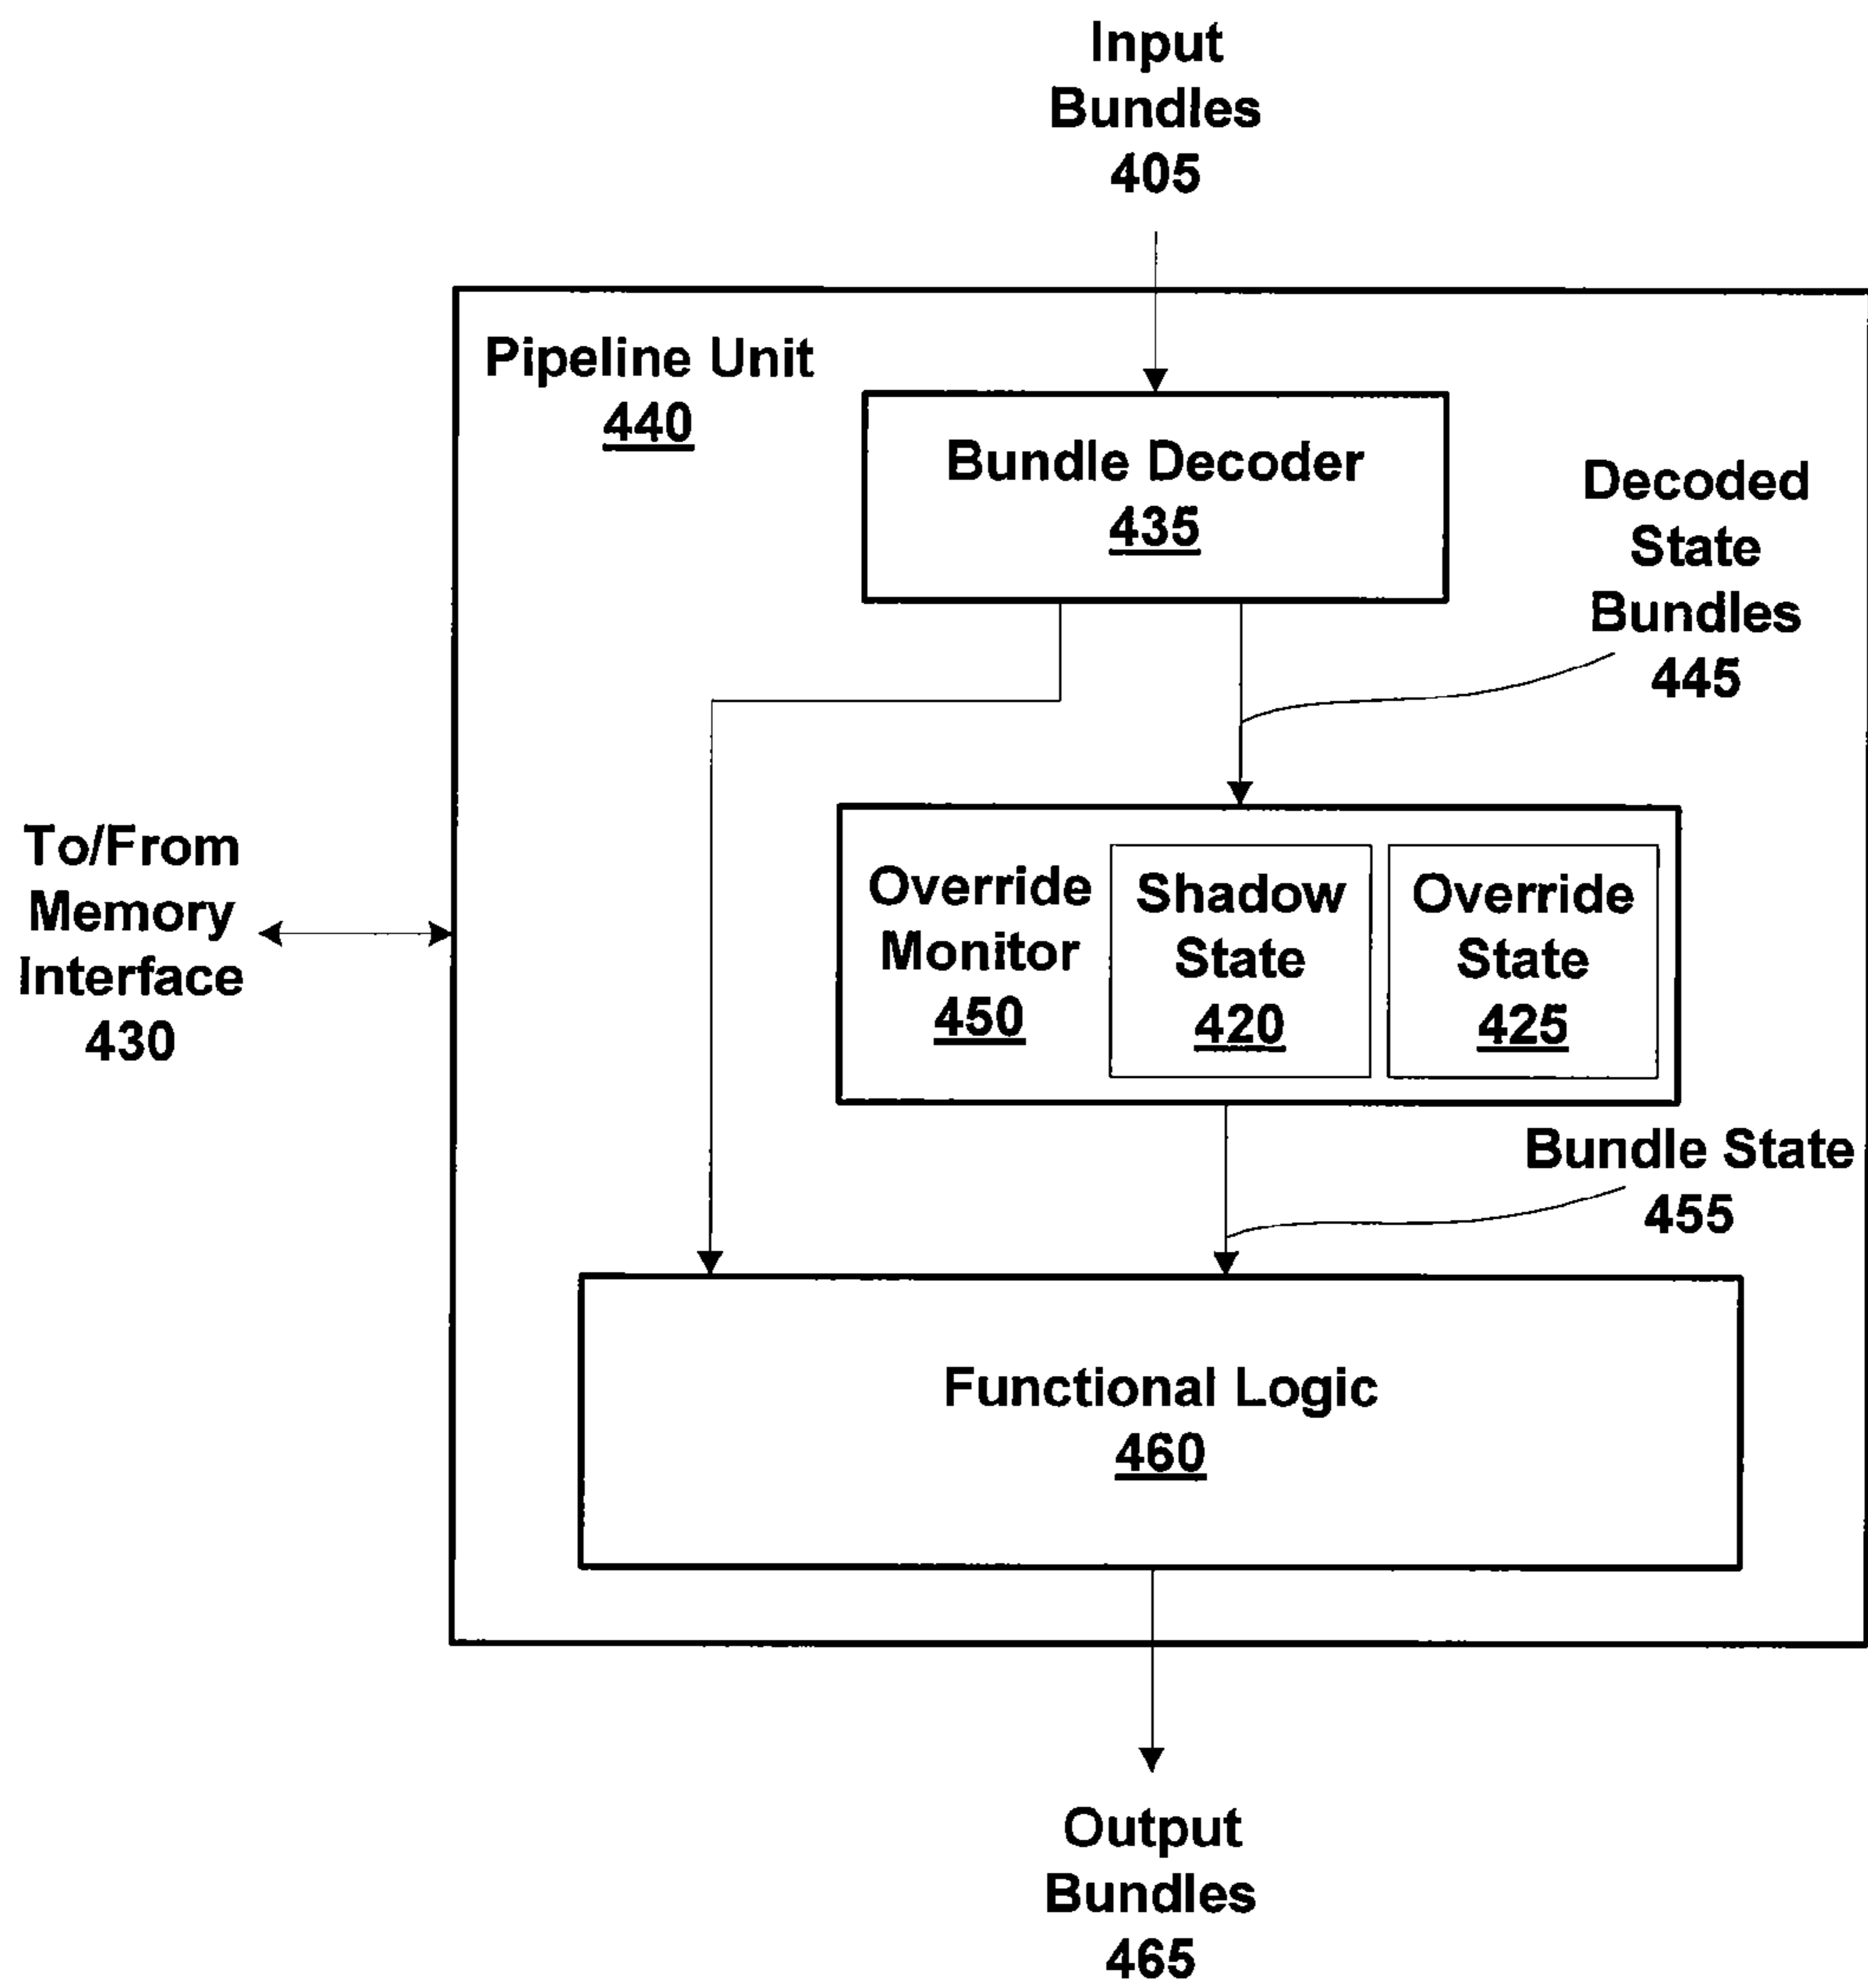 Input
Bundles
405
Pipeline Unit
440
Bundle Decoder
435
Decoded
State
Bundles
445
To/From
Memory
Interface
430
Override
Monitor
450
Shadow
State
420
Override
State
425
Bundle State
455
Functional Logic
460
Output
Bundles
465